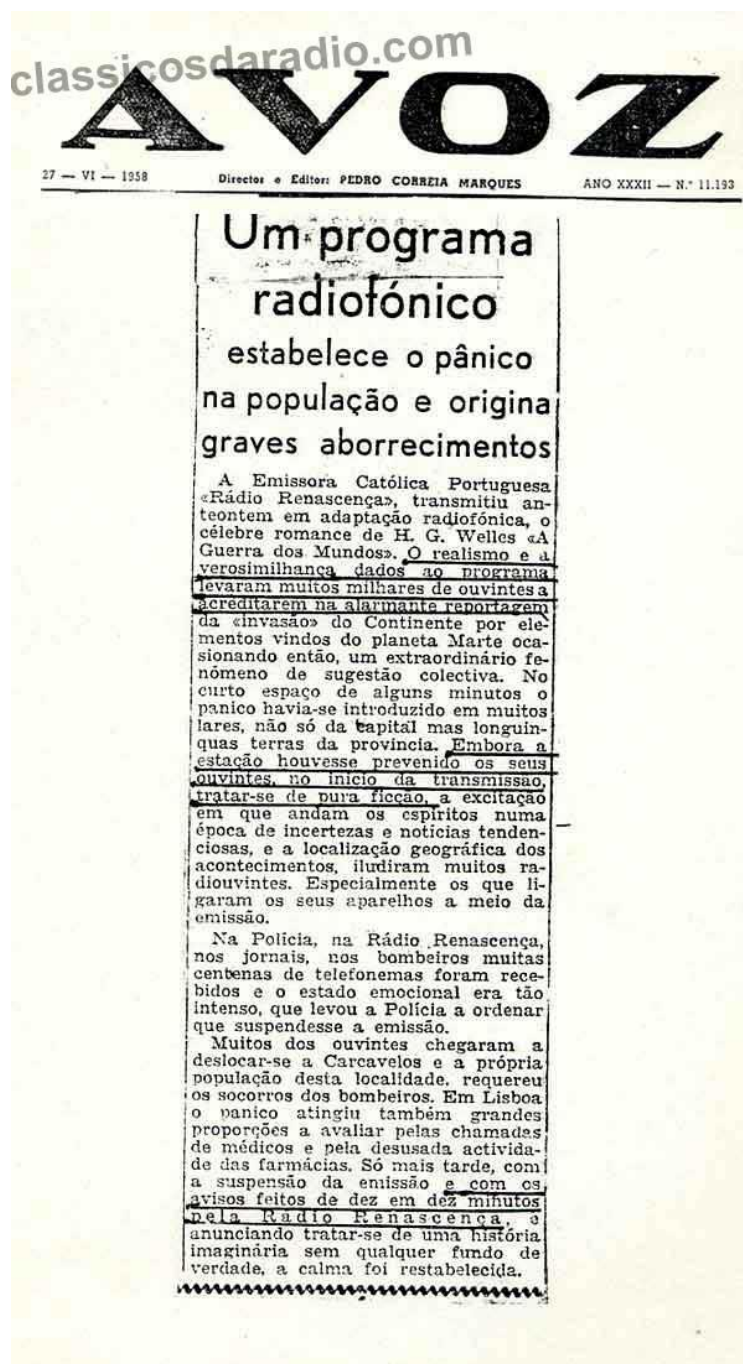 classicosdaradio.com
A VOZ
27 — VI — 1958
Director e Editor: PEDRO CORREIA MARQUES
ANO XXXII — N.º 11.193
Um programa
radiofónico
estabelece o pânico
na população e origina
graves aborrecimentos
A Emissora Católica Portuguesa
«Rádio Renascença», transmitiu an-
teontem em adaptação radiofónica, o
célebre romance de H. G. Welles «A
Guerra dos Mundos». O realismo e a
verosimilhança dados ao programa
levaram muitos milhares de ouvintes a
acreditarem na alarmante reportagem
da «invasão» do Continente por ele-
mentos vindos do planeta Marte oca-
sionando então, um extraordinário fe-
nómeno de sugestão colectiva. No
curto espaço de alguns minutos o
panico havia-se introduzido em muitos
lares, não só da capital mas longuin-
quas terras da província. Embora a
estação houvesse prevenido os seus
ouvintes, no início da transmissão,
tratar-se de pura ficção, a excitação
em que andam os espíritos numa
época de incertezas e notícias tenden-
ciosas, e a localização geográfica dos
acontecimentos, iludiram muitos ra-
diouvintes. Especialmente os que li-
garam os seus aparelhos a meio da
emissão.
Na Polícia, na Rádio Renascença,
nos jornais, nos bombeiros muitas
centenas de telefonemas foram rece-
bidos e o estado emocional era tão
intenso, que levou a Polícia a ordenar
que suspendesse a emissão.
Muitos dos ouvintes chegaram a
deslocar-se a Carcavelos e a própria
população desta localidade, requereu
os socorros dos bombeiros. Em Lisboa
o panico atingiu também grandes
proporções a avaliar pelas chamadas
de médicos e pela desusada activida-
de das farmácias. Só mais tarde, com
a suspensão da emissão e com os
avisos feitos de dez em dez minutos
pela Rádio Renascença, e
anunciando tratar-se de uma história
imaginária sem qualquer fundo de
verdade, a calma foi restabelecida.